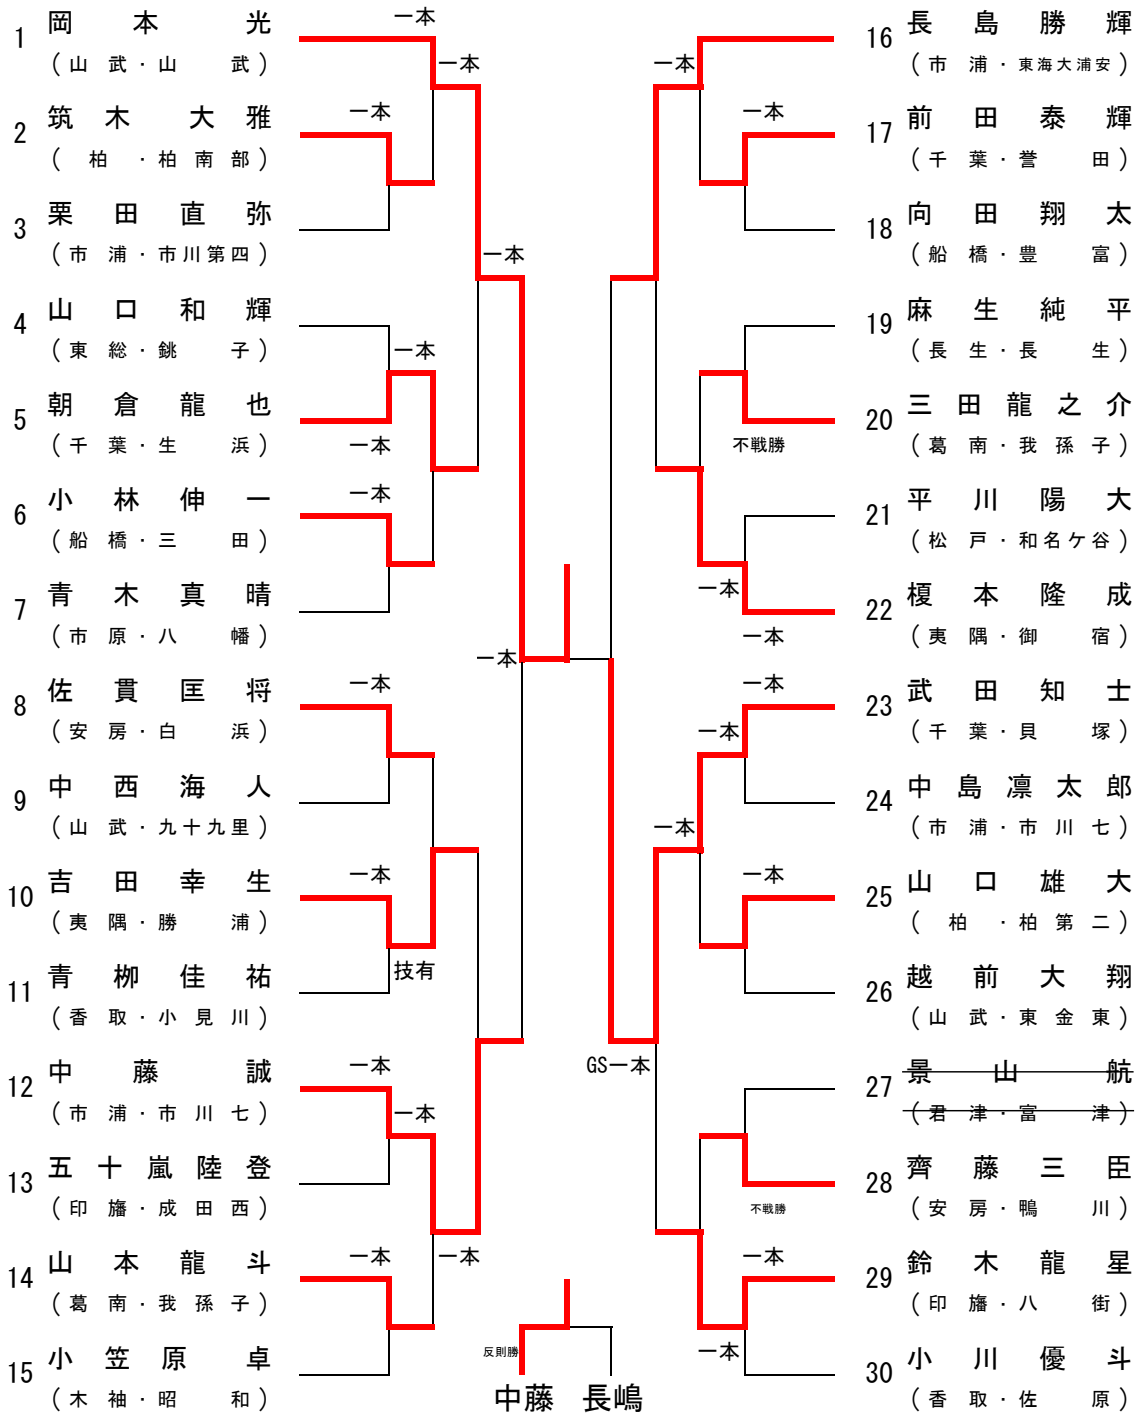 一本
1 岡本光
(山武・山武)
一本
2 筑木大雅
(柏・柏南部)
一本
3 栗田直弥
(市浦・市川第四)
一本
4 山口和輝
(東総・銚子)
一本
5 朝倉龍也
(千葉・生浜)
一本
6 小林伸一
(船橋・三田)
一本
7 青木真晴
(市原・八幡)
一本
8 佐貫匡将
(安房・白浜)
一本
9 中西海人
(山武・九十九里)
10 吉田幸生
(夷隅・勝浦)
一本
技有
11 青栁佳祐
(香取・小見川)
12 中藤誠
(市浦・市川七)
一本
一本
13 五十嵐陸登
(印旛・成田西)
14 山本龍斗
(葛南・我孫子)
一本
一本
15 小笠原卓
(木袖・昭和)
反則勝
中藤 長嶋
16 長島勝輝
(市浦・東海大浦安)
一本
17 前田泰輝
(千葉・誉田)
一本
18 向田翔太
(船橋・豊富)
19 麻生純平
(長生・長生)
20 三田龍之介
(葛南・我孫子)
不戦勝
21 平川陽大
(松戸・和名ケ谷)
一本
22 榎本隆成
(夷隅・御宿)
一本
23 武田知士
(千葉・貝塚)
一本
一本
24 中島凛太郎
(市浦・市川七)
一本
25 山口雄大
(柏・柏第二)
一本
26 越前大翔
(山武・東金東)
GS一本
27 景山航
(君津・富津)
28 齊藤三臣
(安房・鴨川)
不戦勝
29 鈴木龍星
(印旛・八街)
一本
一本
30 小川優斗
(香取・佐原)